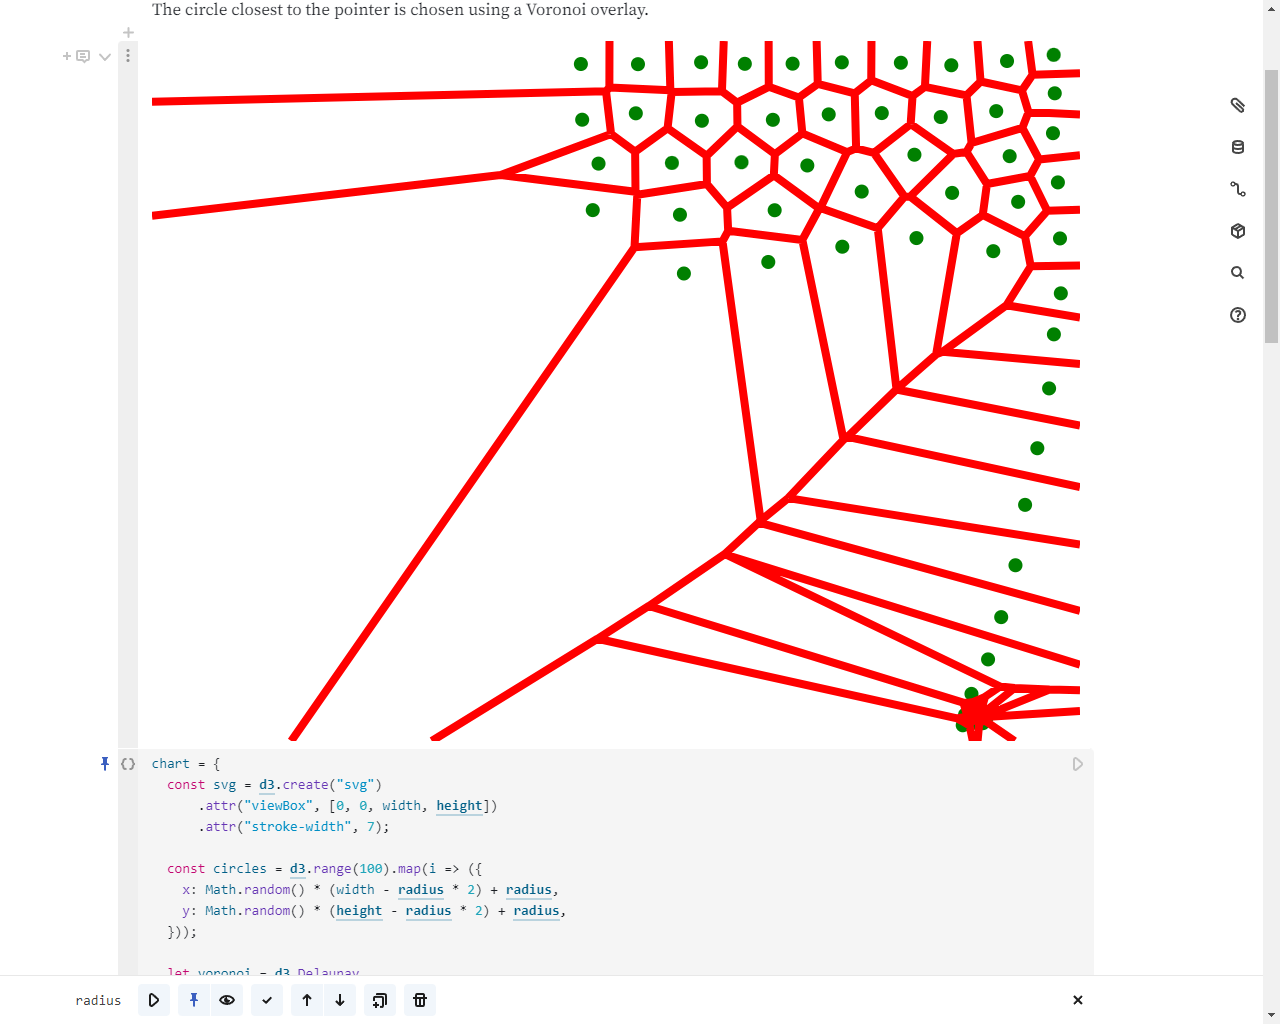 The circle closest to the pointer is chosen using a Voronoi overlay.
chart = {
const svg = d3.create("svg")
.attr("viewBox", [0, 0, width, height])
.attr("stroke-width", 7);
const circles = d3.range(100).map(i => ({
x: Math.random() * (width - radius * 2) + radius,
y: Math.random() * (height - radius * 2) + radius,
}));
let voronoi = d3.Delaunay
radius